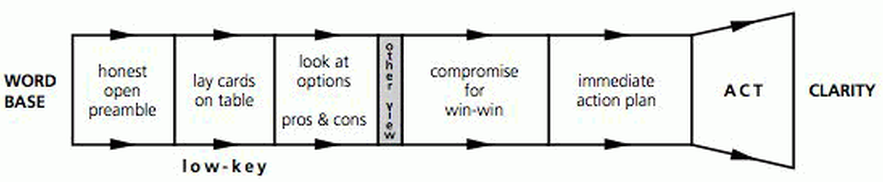 WORD
BASE
honest
open
preamble
lay cards
on table
look at
options
pros & cons
other view
compromise
for
win-win
immediate
action plan
ACT
CLARITY
low-key